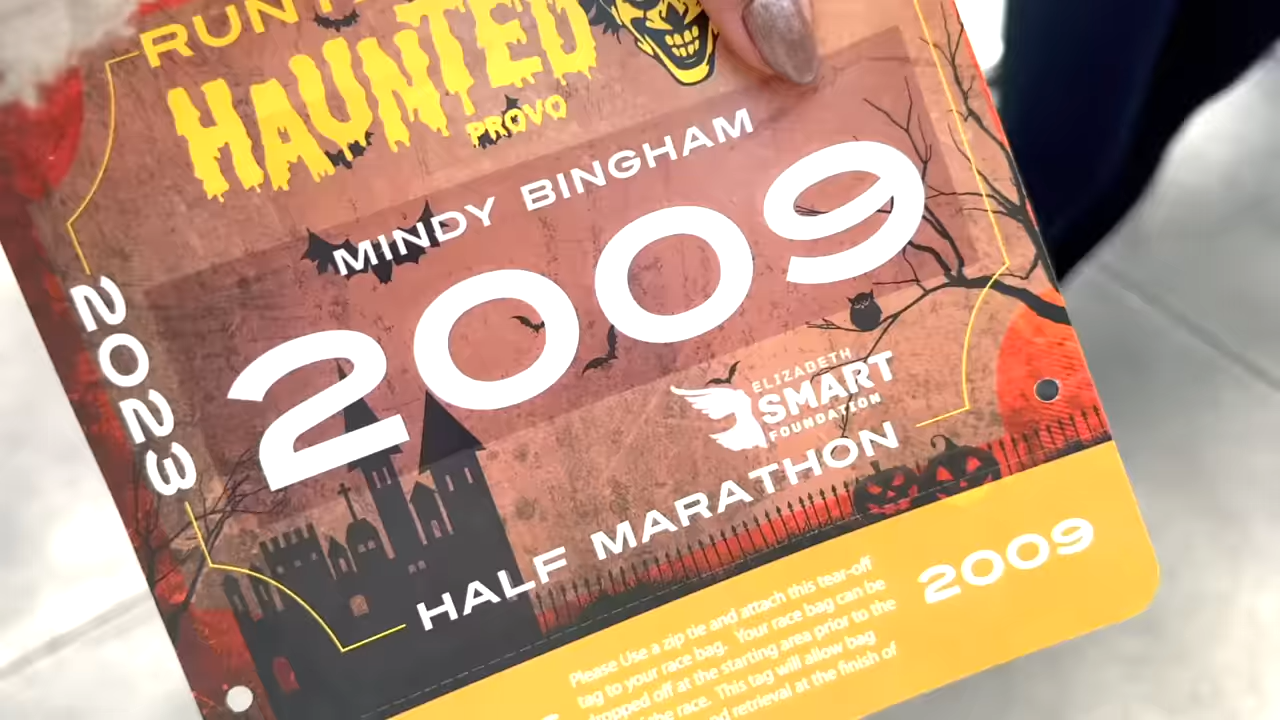 RUN
HAUNTED
PROVO
MINDY BINGHAM
2009
2023
ELIZABETH
SMART
FOUNDATION
HALF MARATHON
2009
Please Use a zip tie and attach this tear-off
tag to your race bag. Your race bag can be
dropped off at the starting area prior to the
the race. This tag will allow bag
retrieval at the finish of